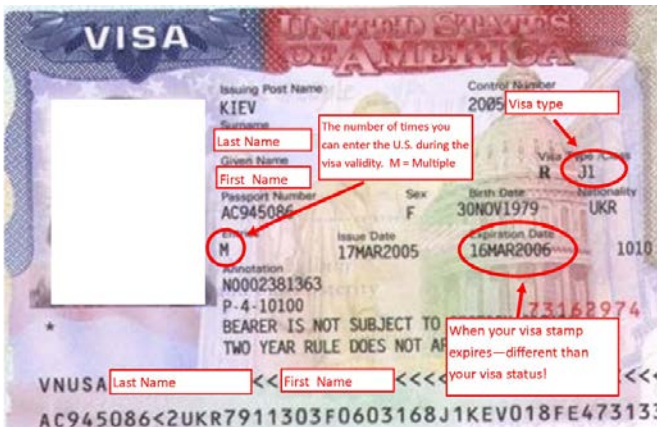 VISA
UNITED STATES
OF AMERICA
Issuing Post Name
KIEV
Control Number
2005
Visa type
Surname
Last Name
The number of times you
can enter the U.S. during the
visa validity. M = Multiple
Given Name
First Name
Visa Type /Class
R J1
Passport Number
AC945086
Sex
F
Birth Date
30NOV1979
Nationality
UKR
Entries
M
Issue Date
17MAR2005
Expiration Date
16MAR2006
1010
Annotation
N0002381363
P-4-10100
BEARER IS NOT SUBJECT TO
TWO YEAR RULE DOES NOT
73162974
When your visa stamp
expires—different than
your visa status!
*
VNUSA Last Name << First Name <<<<
AC945086<2UKR7911303F0603168J1KEV018FE473133